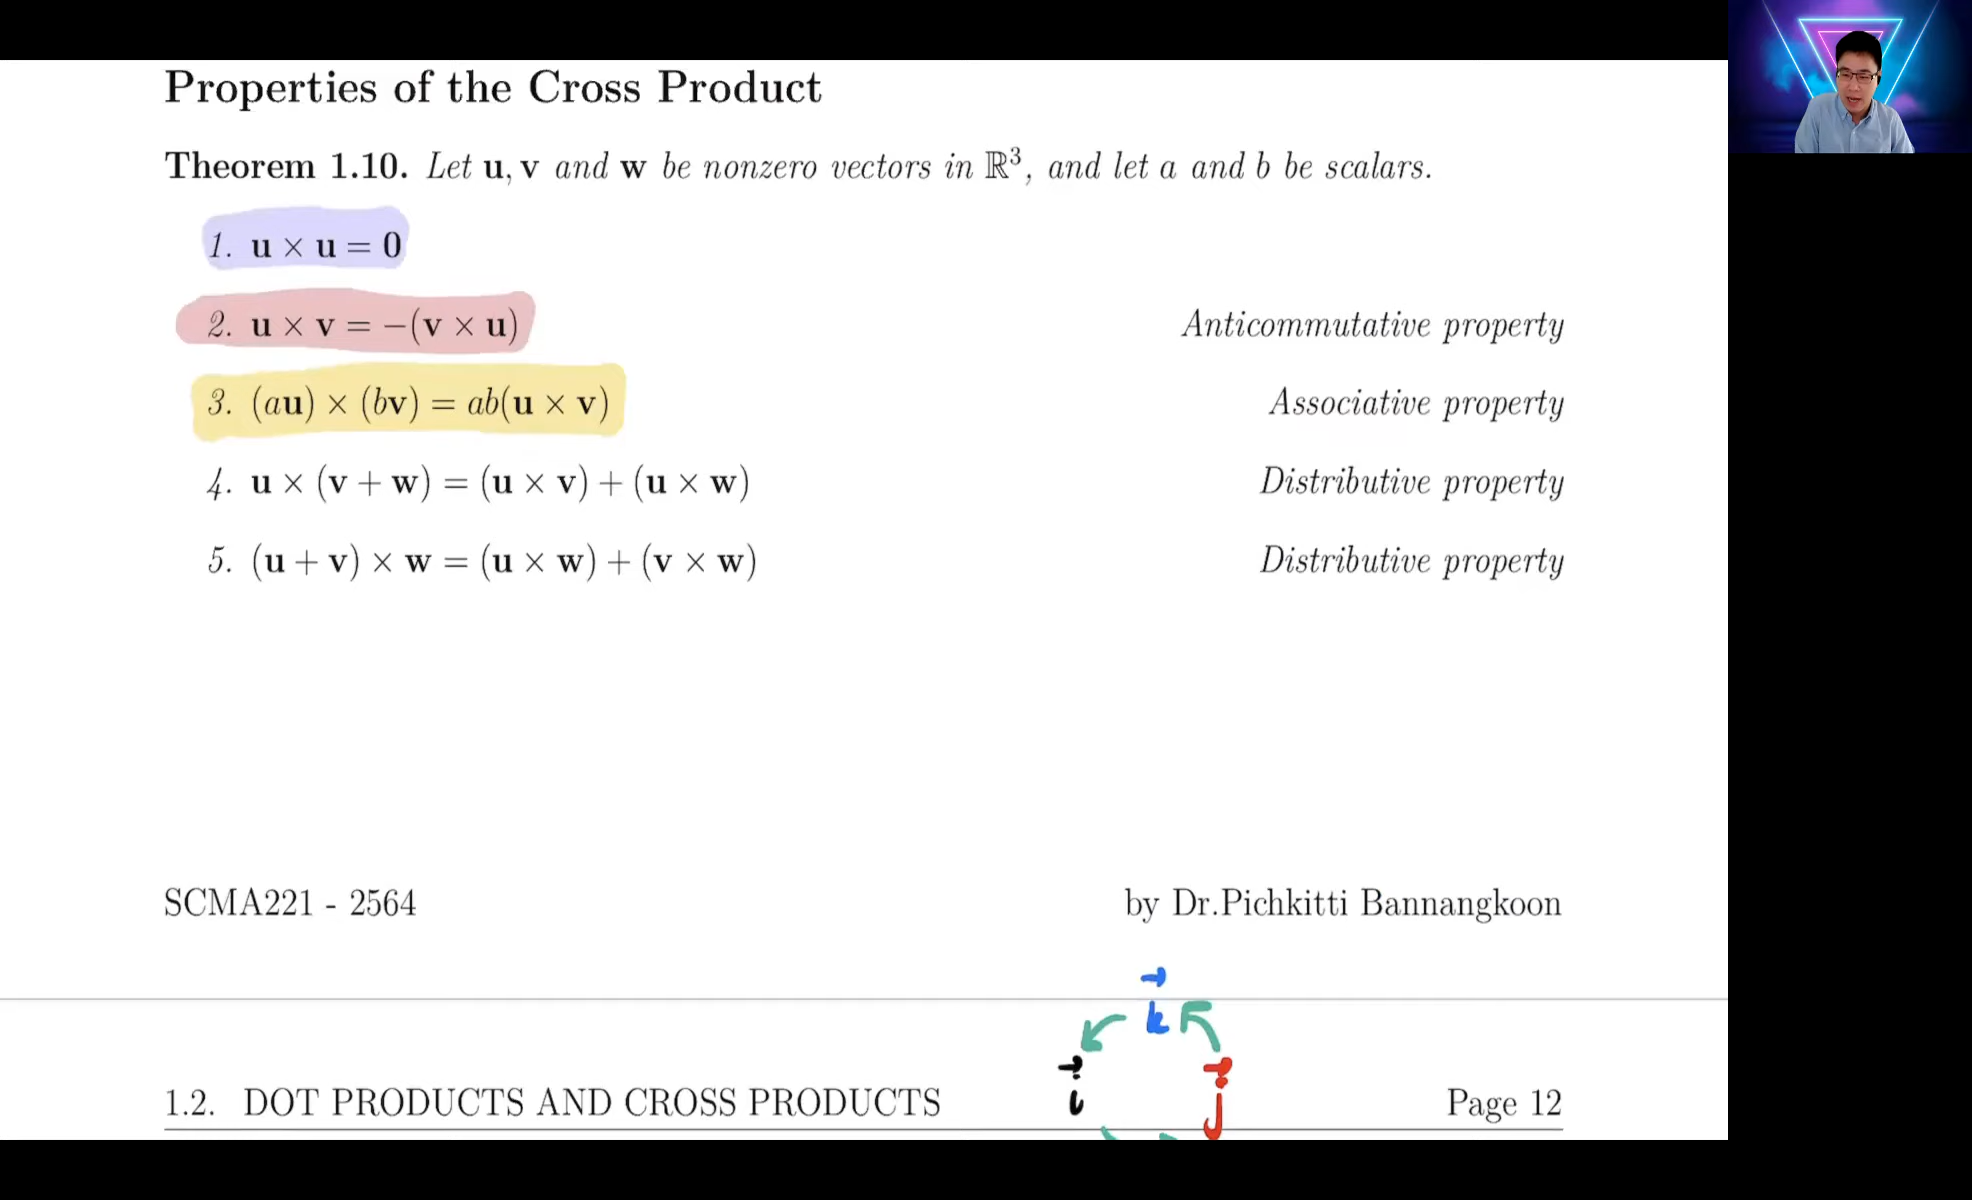 Properties of the Cross Product
Theorem 1.10. Let u, v and w be nonzero vectors in ℝ³, and let a and b be scalars.
1. u × u = 0
2. u × v = −(v × u) Anticommutative property
3. (au) × (bv) = ab(u × v) Associative property
4. u × (v + w) = (u × v) + (u × w) Distributive property
5. (u + v) × w = (u × w) + (v × w) Distributive property
SCMA221 - 2564 by Dr.Pichkitti Bannangkoon
k
i j
1.2. DOT PRODUCTS AND CROSS PRODUCTS Page 12